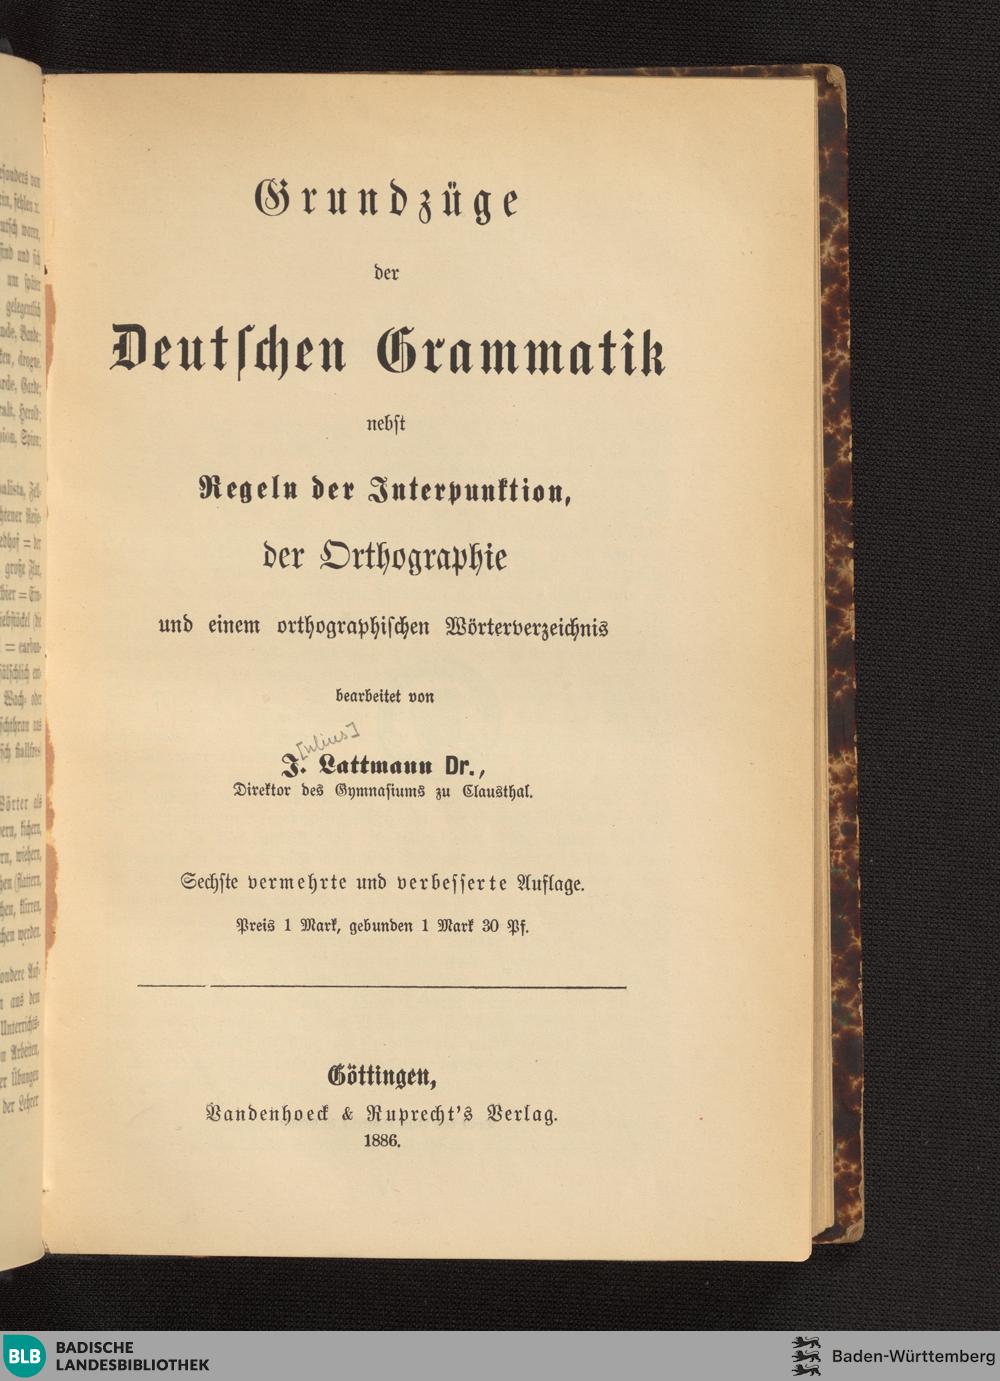 Grundzüge
der
Deutschen Grammatik
nebst
Regeln der Interpunktion,
der Orthographie
und einem orthographischen Wörterverzeichnis
bearbeitet von
[ulius]
J. Lattmann Dr.,
Direktor des Gymnasiums zu Clausthal.
Sechste vermehrte und verbesserte Auflage.
Preis 1 Mark, gebunden 1 Mark 30 Pf.
Göttingen,
Vandenhoeck & Ruprecht's Verlag.
1886.
BLB BADISCHE
LANDESBIBLIOTHEK
Baden-Württemberg